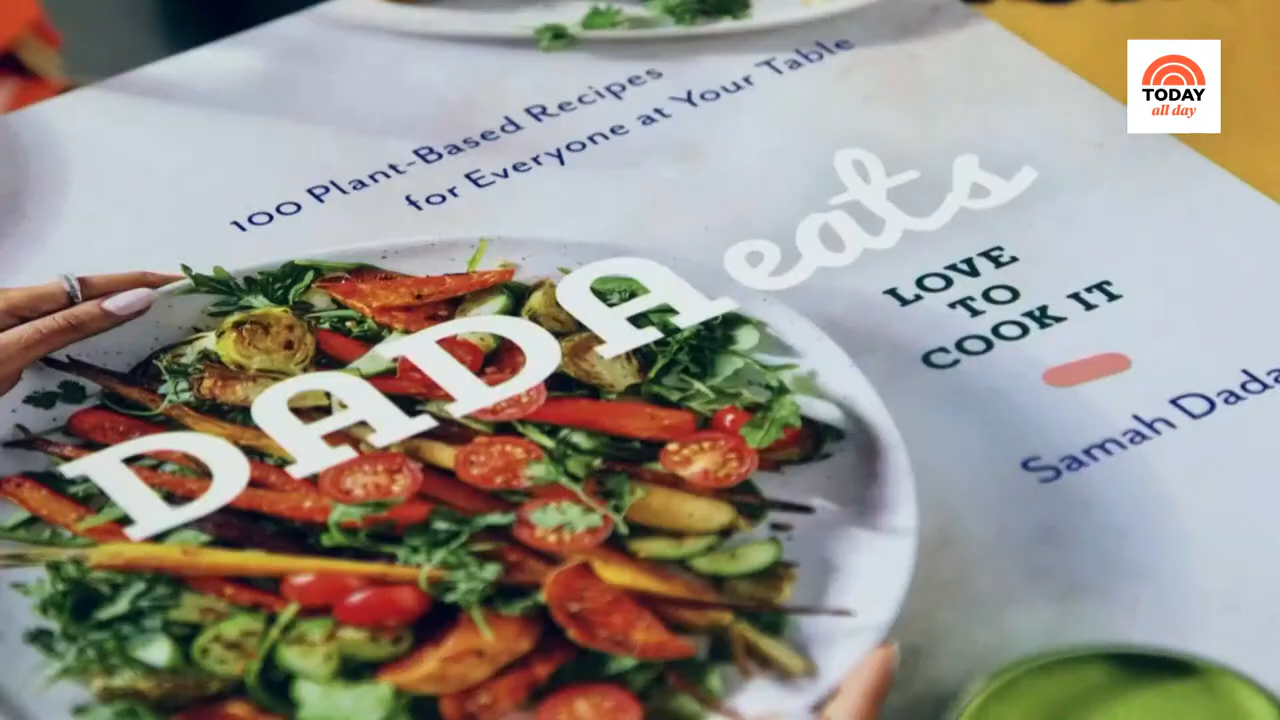 100 Plant-Based Recipes
for Everyone at Your Table
DADA eats
LOVE
TO
COOK IT
Samah Dada
TODAY
all day